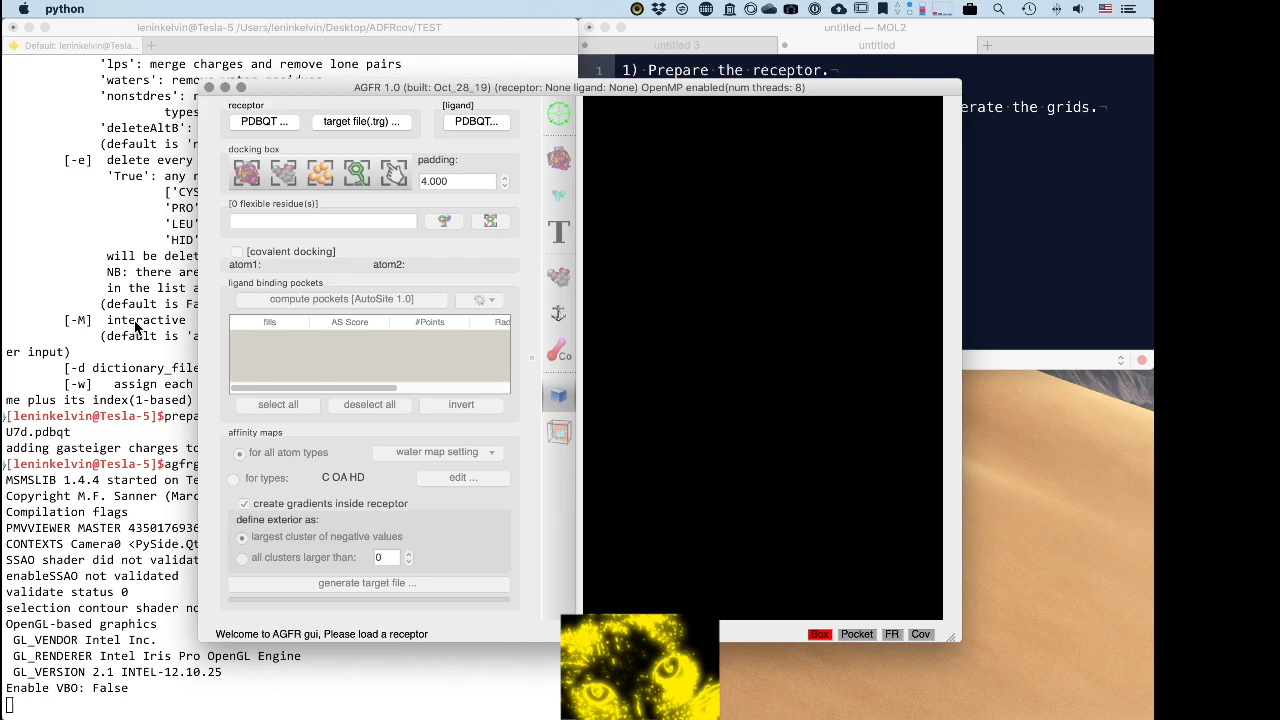 python
leninkelvin@Tesla-5 /Users/leninkelvin/Desktop/ADFRcov/TEST
Default: leninkelvin@Tesla...
untitled — MOL2
untitled 3
untitled
'lps': merge charges and remove lone pairs
'waters': remove water residues
'nonstdres': r
types
'deleteAltB':
(default is 'r
[-e] delete every
'True': any r
['CYS
'PRO'
'LEU'
'HID'
will be delet
NB: there are
in the list a
(default is Fa
[-M] interactive
(default is 'a
er input)
[-d dictionary_file
[-w] assign each
me plus its index(1-based)
[leninkelvin@Tesla-5]$prepa
U7d.pdbqt
adding gasteiger charges to
[leninkelvin@Tesla-5]$agfrg
MSMSLIB 1.4.4 started on Te
Copyright M.F. Sanner (Marc
Compilation flags
PMVVIEWER MASTER 4350176936
CONTEXTS Camera0 <PySide.Qt
SSAO shader did not validat
enableSSAO not validated
validate status 0
selection contour shader no
OpenGL-based graphics
GL_VENDOR Intel Inc.
GL_RENDERER Intel Iris Pro OpenGL Engine
GL_VERSION 2.1 INTEL-12.10.25
Enable VBO: False
1 1) Prepare the receptor.¬
erate the grids.¬
AGFR 1.0 (built: Oct_28_19) (receptor: None ligand: None) OpenMP enabled(num threads: 8)
receptor
[ligand]
PDBQT ...
target file(.trg) ...
PDBQT...
docking box
padding:
4.000
[0 flexible residue(s)]
[covalent docking]
atom1:
atom2:
ligand binding pockets
compute pockets [AutoSite 1.0]
fills
AS Score
#Points
Rad
select all
deselect all
invert
affinity maps
for all atom types
water map setting
for types:
C OA HD
edit ...
create gradients inside receptor
define exterior as:
largest cluster of negative values
all clusters larger than:
0
generate target file ...
T
Co
Welcome to AGFR gui, Please load a receptor
Box
Pocket
FR
Cov